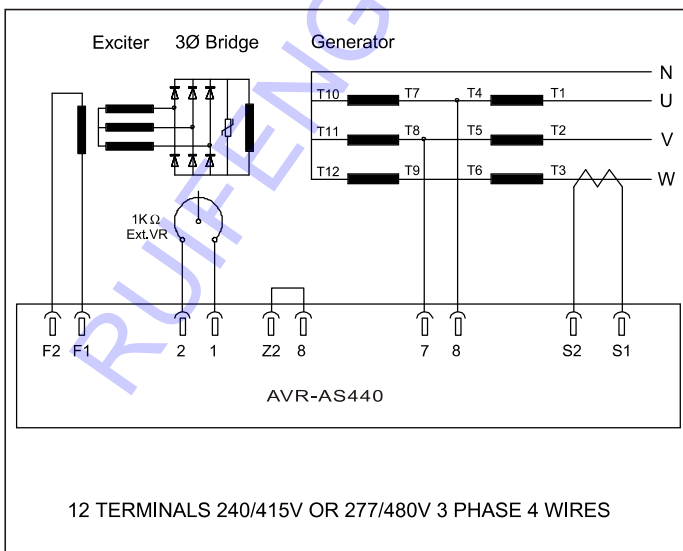 Exciter 3Ø Bridge Generator
N
T10 T7 T4 T1 U
T11 T8 T5 T2 V
T12 T9 T6 T3 W
1KΩ
Ext.VR
F2 F1 2 1 Z2 8 7 8 S2 S1
AVR-AS440
12 TERMINALS 240/415V OR 277/480V 3 PHASE 4 WIRES
RUIFENG